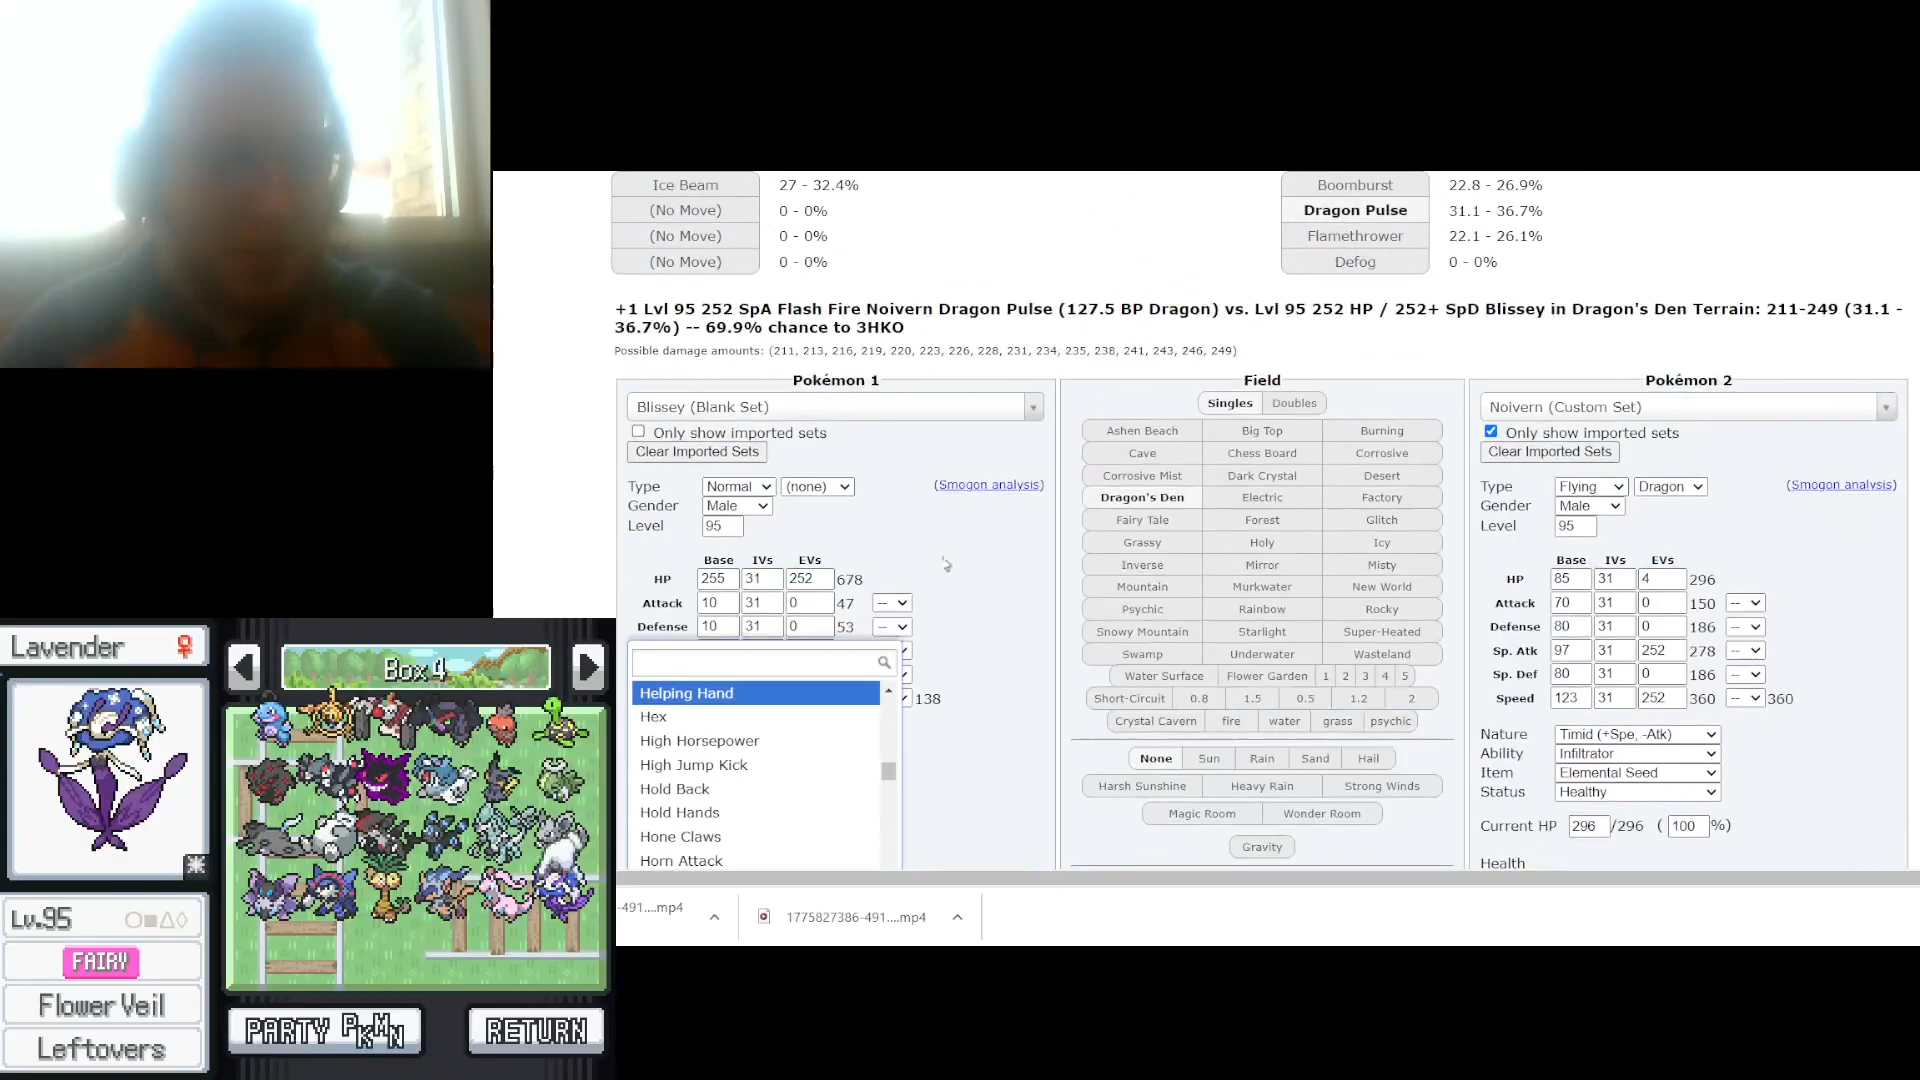 Ice Beam 27 - 32.4%
(No Move) 0 - 0%
(No Move) 0 - 0%
(No Move) 0 - 0%
Boomburst 22.8 - 26.9%
Dragon Pulse 31.1 - 36.7%
Flamethrower 22.1 - 26.1%
Defog 0 - 0%
+1 Lvl 95 252 SpA Flash Fire Noivern Dragon Pulse (127.5 BP Dragon) vs. Lvl 95 252 HP / 252+ SpD Blissey in Dragon's Den Terrain: 211-249 (31.1 -
36.7%) -- 69.9% chance to 3HKO
Possible damage amounts: (211, 213, 216, 219, 220, 223, 226, 228, 231, 234, 235, 238, 241, 243, 246, 249)
Pokémon 1
Blissey (Blank Set)
Only show imported sets
Clear Imported Sets
Type Normal (none) (Smogon analysis)
Gender Male
Level 95
Base IVs EVs
HP 255 31 252 678
Attack 10 31 0 47 --
Defense 10 31 0 53 --
138
Helping Hand
Hex
High Horsepower
High Jump Kick
Hold Back
Hold Hands
Hone Claws
Horn Attack
Field
Singles Doubles
Ashen Beach Big Top Burning
Cave Chess Board Corrosive
Corrosive Mist Dark Crystal Desert
Dragon's Den Electric Factory
Fairy Tale Forest Glitch
Grassy Holy Icy
Inverse Mirror Misty
Mountain Murkwater New World
Psychic Rainbow Rocky
Snowy Mountain Starlight Super-Heated
Swamp Underwater Wasteland
Water Surface Flower Garden 1 2 3 4 5
Short-Circuit 0.8 1.5 0.5 1.2 2
Crystal Cavern fire water grass psychic
None Sun Rain Sand Hail
Harsh Sunshine Heavy Rain Strong Winds
Magic Room Wonder Room
Gravity
Pokémon 2
Noivern (Custom Set)
Only show imported sets
Clear Imported Sets
Type Flying Dragon (Smogon analysis)
Gender Male
Level 95
Base IVs EVs
HP 85 31 4 296
Attack 70 31 0 150 --
Defense 80 31 0 186 --
Sp. Atk 97 31 252 278 --
Sp. Def 80 31 0 186 --
Speed 123 31 252 360 -- 360
Nature Timid (+Spe, -Atk)
Ability Infiltrator
Item Elemental Seed
Status Healthy
Current HP 296 /296 ( 100 %)
Health
-491....mp4
1775827386-491....mp4
Lavender
Box 4
Lv.95
FAIRY
Flower Veil
Leftovers
PARTY PKMN
RETURN